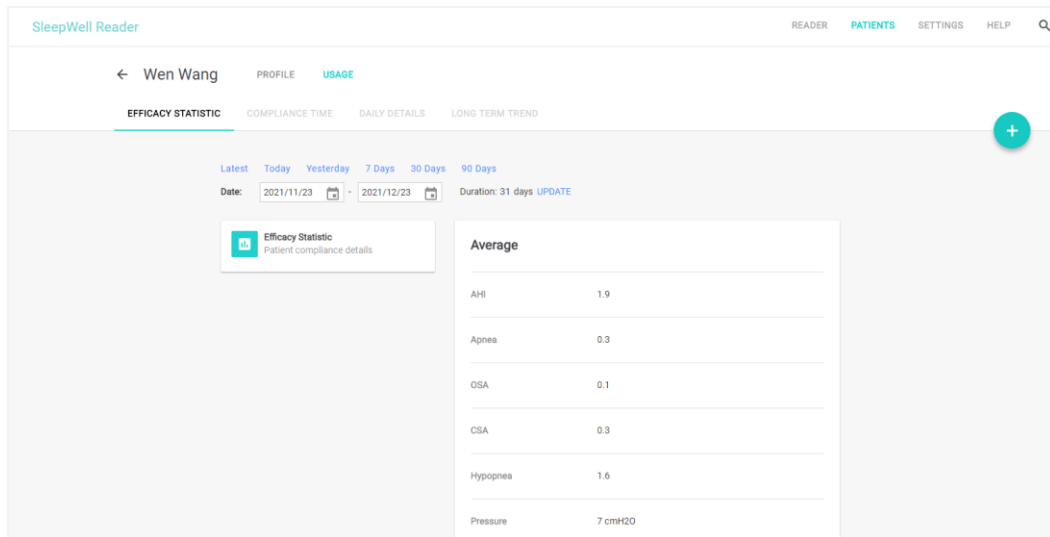 SleepWell Reader READER PATIENTS SETTINGS HELP
Wen Wang PROFILE USAGE
EFFICACY STATISTIC COMPLIANCE TIME DAILY DETAILS LONG TERM TREND
+
Latest Today Yesterday 7 Days 30 Days 90 Days
Date: 2021/11/23 - 2021/12/23 Duration: 31 days UPDATE
Efficacy Statistic
Patient compliance details
Average
AHI 1.9
Apnea 0.3
OSA 0.1
CSA 0.3
Hypopnea 1.6
Pressure 7 cmH2O